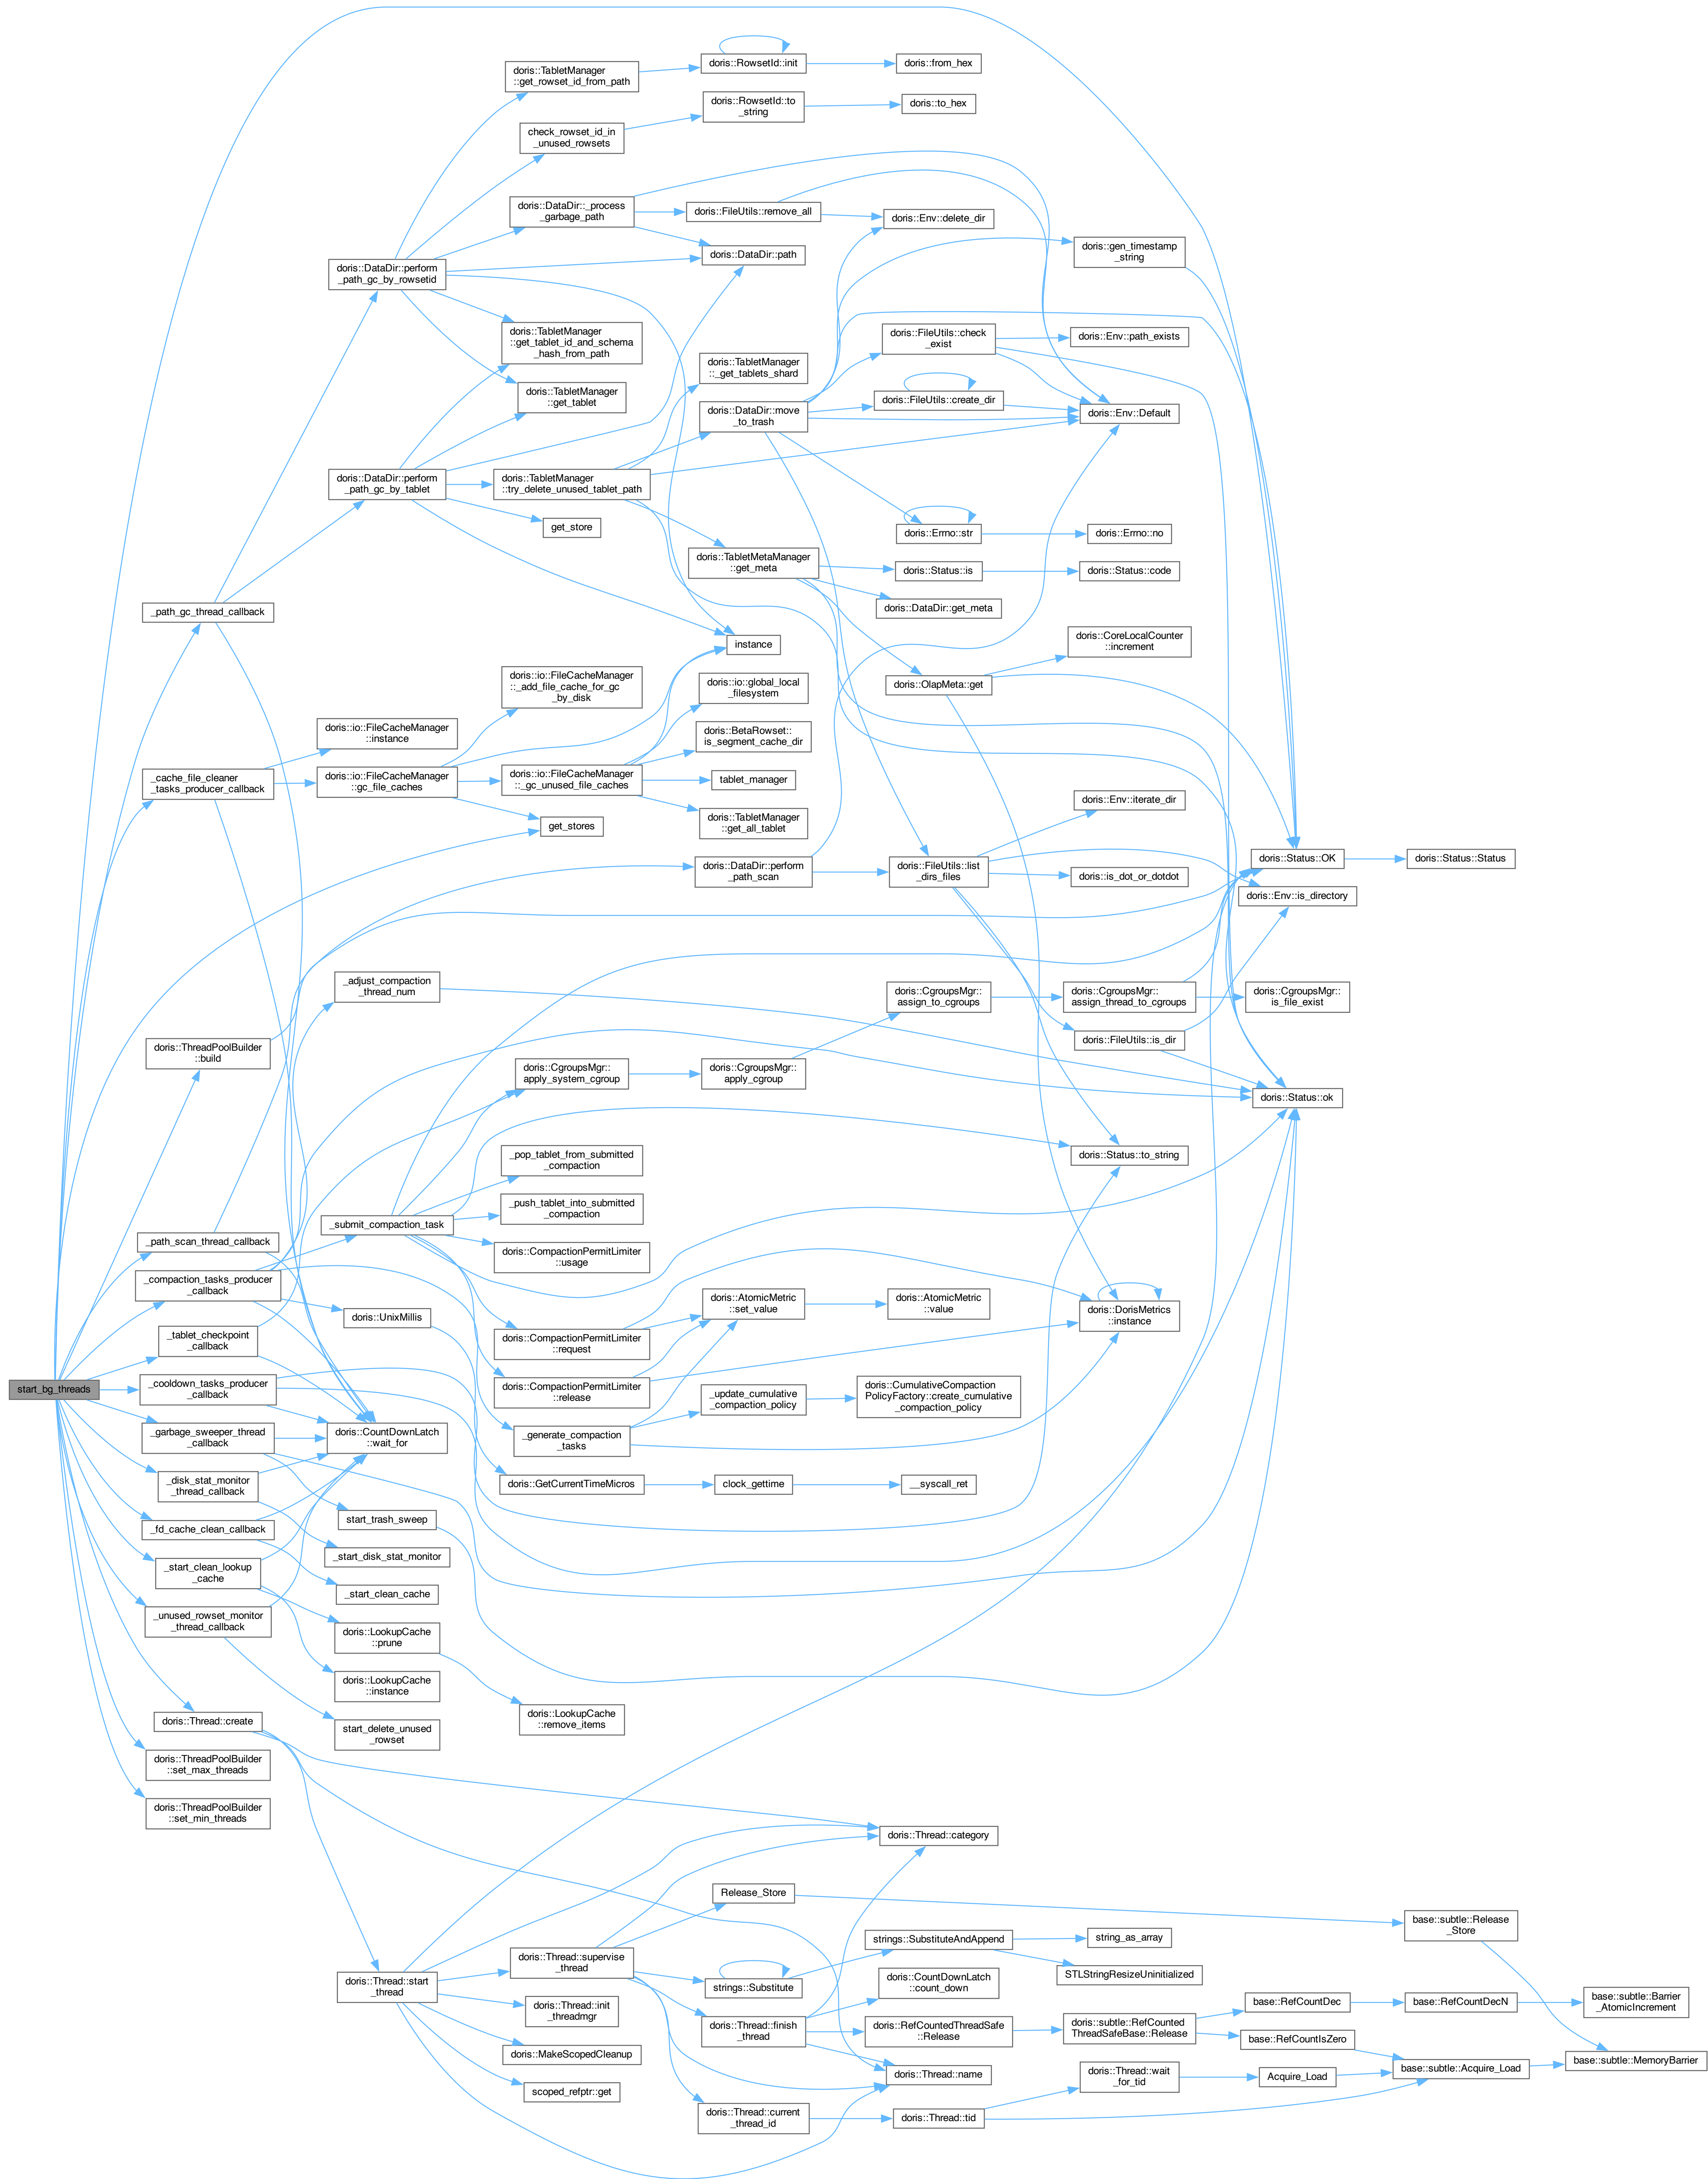 doris::RowsetId::init
doris::from_hex
doris::TabletManager
::get_rowset_id_from_path
doris::RowsetId::to
_string
doris::to_hex
check_rowset_id_in
_unused_rowsets
doris::DataDir::_process
_garbage_path
doris::FileUtils::remove_all
doris::Env::delete_dir
doris::gen_timestamp
_string
doris::DataDir::path
doris::DataDir::perform
_path_gc_by_rowsetid
doris::TabletManager
::get_tablet_id_and_schema
_hash_from_path
doris::FileUtils::check
_exist
doris::Env::path_exists
doris::TabletManager
::_get_tablets_shard
doris::TabletManager
::get_tablet
doris::FileUtils::create_dir
doris::DataDir::move
_to_trash
doris::Env::Default
doris::DataDir::perform
_path_gc_by_tablet
doris::TabletManager
::try_delete_unused_tablet_path
get_store
doris::Errno::str
doris::Errno::no
doris::TabletMetaManager
::get_meta
doris::Status::is
doris::Status::code
doris::DataDir::get_meta
_path_gc_thread_callback
instance
doris::CoreLocalCounter
::increment
doris::io::FileCacheManager
::_add_file_cache_for_gc
_by_disk
doris::io::global_local
_filesystem
doris::OlapMeta::get
doris::io::FileCacheManager
::instance
doris::BetaRowset::
is_segment_cache_dir
_cache_file_cleaner
_tasks_producer_callback
doris::io::FileCacheManager
::gc_file_caches
doris::io::FileCacheManager
::_gc_unused_file_caches
tablet_manager
doris::Env::iterate_dir
get_stores
doris::TabletManager
::get_all_tablet
doris::DataDir::perform
_path_scan
doris::FileUtils::list
_dirs_files
doris::is_dot_or_dotdot
doris::Status::OK
doris::Status::Status
doris::Env::is_directory
_adjust_compaction
_thread_num
doris::CgroupsMgr::
assign_to_cgroups
doris::CgroupsMgr::
assign_thread_to_cgroups
doris::CgroupsMgr::
is_file_exist
doris::ThreadPoolBuilder
::build
doris::FileUtils::is_dir
doris::CgroupsMgr::
apply_system_cgroup
doris::CgroupsMgr::
apply_cgroup
doris::Status::ok
_pop_tablet_from_submitted
_compaction
doris::Status::to_string
_push_tablet_into_submitted
_compaction
_submit_compaction_task
_path_scan_thread_callback
doris::CompactionPermitLimiter
::usage
_compaction_tasks_producer
_callback
doris::UnixMillis
doris::AtomicMetric
::set_value
doris::AtomicMetric
::value
doris::DorisMetrics
::instance
_tablet_checkpoint
_callback
doris::CompactionPermitLimiter
::request
start_bg_threads
_cooldown_tasks_producer
_callback
doris::CompactionPermitLimiter
::release
_update_cumulative
_compaction_policy
doris::CumulativeCompaction
PolicyFactory::create_cumulative
_compaction_policy
_garbage_sweeper_thread
_callback
doris::CountDownLatch
::wait_for
_generate_compaction
_tasks
_disk_stat_monitor
_thread_callback
doris::GetCurrentTimeMicros
clock_gettime
__syscall_ret
_fd_cache_clean_callback
start_trash_sweep
_start_clean_lookup
_cache
_start_disk_stat_monitor
_start_clean_cache
_unused_rowset_monitor
_thread_callback
doris::LookupCache
::prune
doris::LookupCache
::instance
doris::LookupCache
::remove_items
doris::Thread::create
start_delete_unused
_rowset
doris::ThreadPoolBuilder
::set_max_threads
doris::ThreadPoolBuilder
::set_min_threads
doris::Thread::category
Release_Store
base::subtle::Release
_Store
strings::SubstituteAndAppend
string_as_array
doris::Thread::supervise
_thread
STLStringResizeUninitialized
doris::Thread::start
_thread
strings::Substitute
doris::CountDownLatch
::count_down
doris::Thread::init
_threadmgr
base::RefCountDec
base::RefCountDecN
base::subtle::Barrier
_AtomicIncrement
doris::Thread::finish
_thread
doris::RefCountedThreadSafe
::Release
doris::subtle::RefCounted
ThreadSafeBase::Release
base::RefCountIsZero
doris::MakeScopedCleanup
base::subtle::MemoryBarrier
doris::Thread::name
doris::Thread::wait
_for_tid
Acquire_Load
base::subtle::Acquire_Load
scoped_refptr::get
doris::Thread::current
_thread_id
doris::Thread::tid